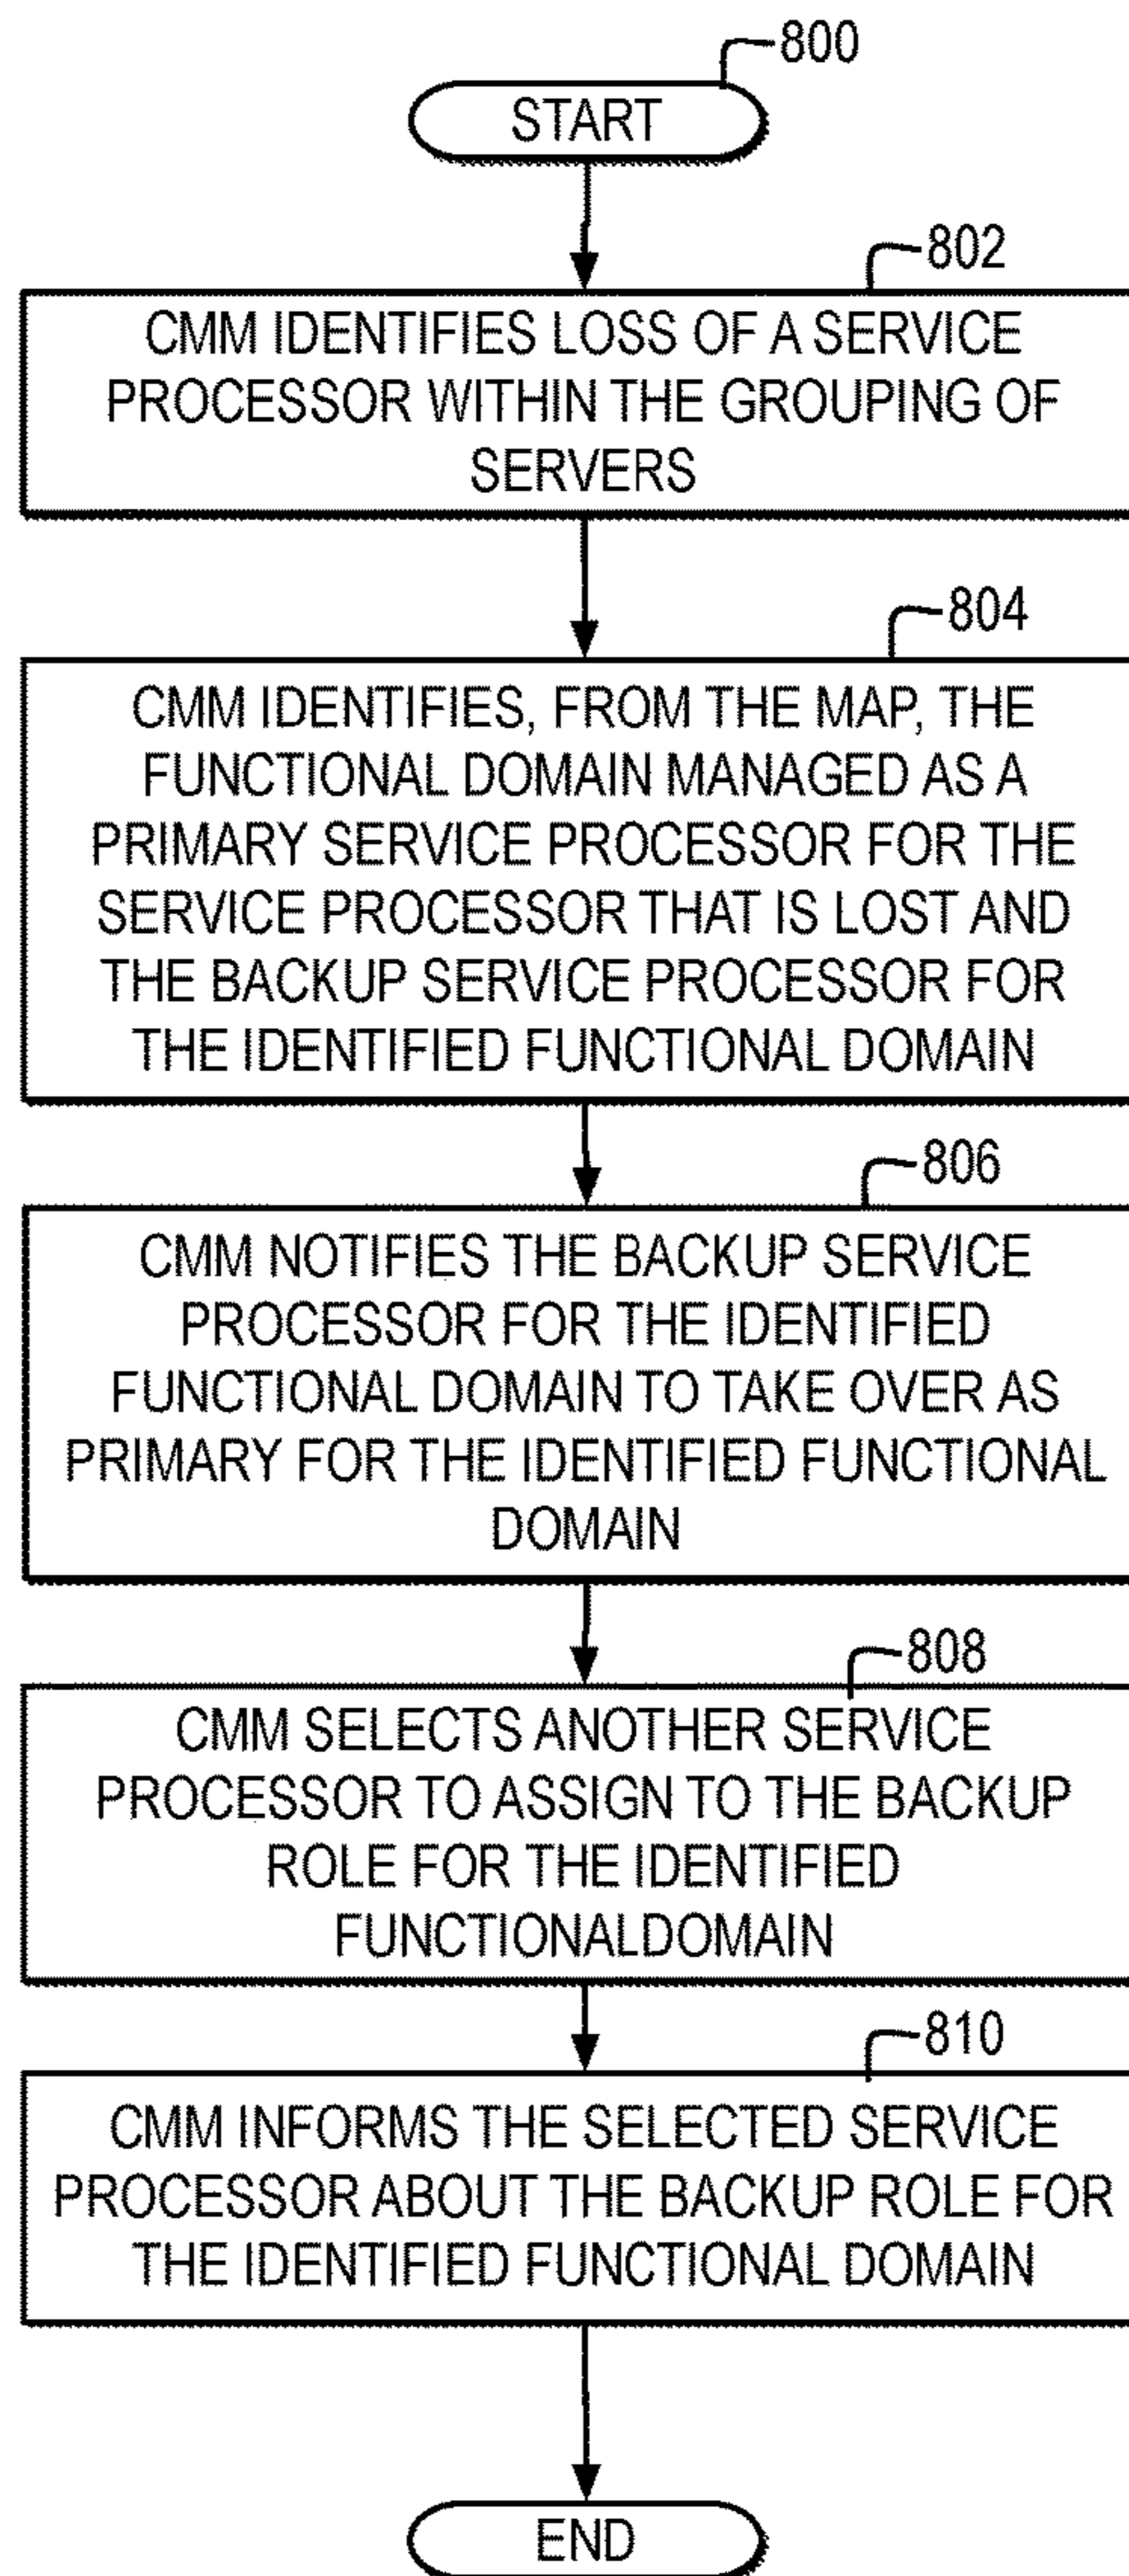 800
START
802
CMM IDENTIFIES LOSS OF A SERVICE
PROCESSOR WITHIN THE GROUPING OF
SERVERS
804
CMM IDENTIFIES, FROM THE MAP, THE
FUNCTIONAL DOMAIN MANAGED AS A
PRIMARY SERVICE PROCESSOR FOR THE
SERVICE PROCESSOR THAT IS LOST AND
THE BACKUP SERVICE PROCESSOR FOR
THE IDENTIFIED FUNCTIONAL DOMAIN
806
CMM NOTIFIES THE BACKUP SERVICE
PROCESSOR FOR THE IDENTIFIED
FUNCTIONAL DOMAIN TO TAKE OVER AS
PRIMARY FOR THE IDENTIFIED FUNCTIONAL
DOMAIN
808
CMM SELECTS ANOTHER SERVICE
PROCESSOR TO ASSIGN TO THE BACKUP
ROLE FOR THE IDENTIFIED
FUNCTIONALDOMAIN
810
CMM INFORMS THE SELECTED SERVICE
PROCESSOR ABOUT THE BACKUP ROLE FOR
THE IDENTIFIED FUNCTIONAL DOMAIN
END